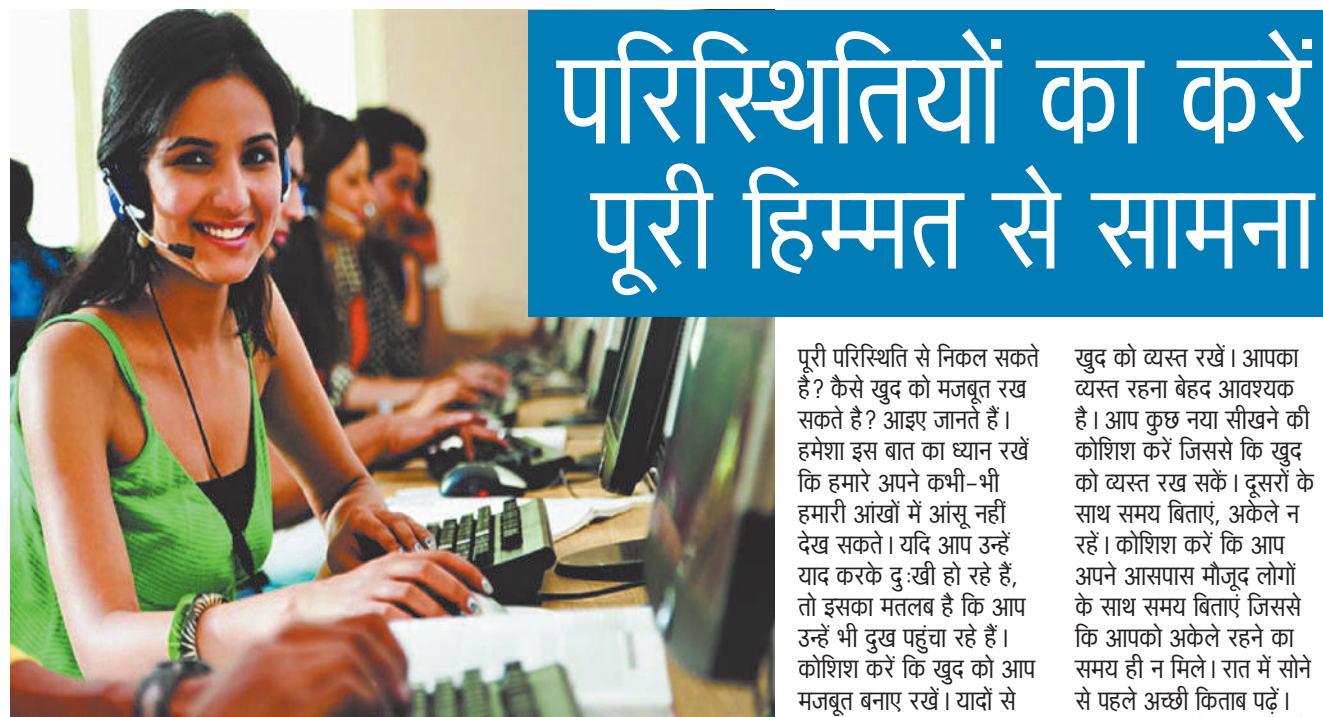 परिस्थितियों का करें
पूरी हिम्मत से सामना
पूरी परिस्थिति से निकल सकते
है? कैसे खुद को मजबूत रख
सकते है? आइए जानते हैं।
हमेशा इस बात का ध्यान रखें
कि हमारे अपने कभी-भी
हमारी आंखों में आंसू नहीं
देख सकते। यदि आप उन्हें
याद करके दु:खी हो रहे हैं,
तो इसका मतलब है कि आप
उन्हें भी दुख पहुंचा रहे हैं।
कोशिश करें कि खुद को आप
मजबूत बनाए रखें। यादों से
खुद को व्यस्त रखें। आपका
व्यस्त रहना बेहद आवश्यक
है। आप कुछ नया सीखने की
कोशिश करें जिससे कि खुद
को व्यस्त रख सकें। दूसरों के
साथ समय बिताएं, अकेले न
रहें। कोशिश करें कि आप
अपने आसपास मौजूद लोगों
के साथ समय बिताएं जिससे
कि आपको अकेले रहने का
समय ही न मिले। रात में सोने
से पहले अच्छी किताब पढ़ें।